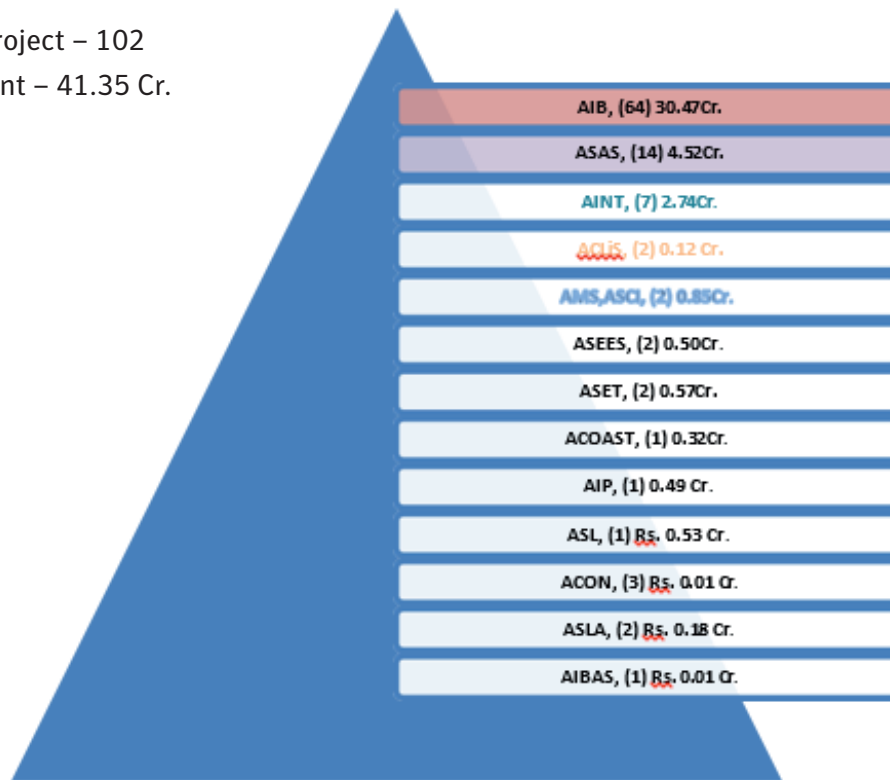 roject – 102
nt – 41.35 Cr.
AIB, (64) 30.47Cr.
ASAS, (14) 4.52Cr.
AINT, (7) 2.74Cr.
ACLiS, (2) 0.12 Cr.
AMS,ASCI, (2) 0.85Cr.
ASEES, (2) 0.50Cr.
ASET, (2) 0.57Cr.
ACOAST, (1) 0.32Cr.
AIP, (1) 0.49 Cr.
ASL, (1) Rs. 0.53 Cr.
ACON, (3) Rs. 0.01 Cr.
ASLA, (2) Rs. 0.18 Cr.
AIBAS, (1) Rs. 0.01 Cr.